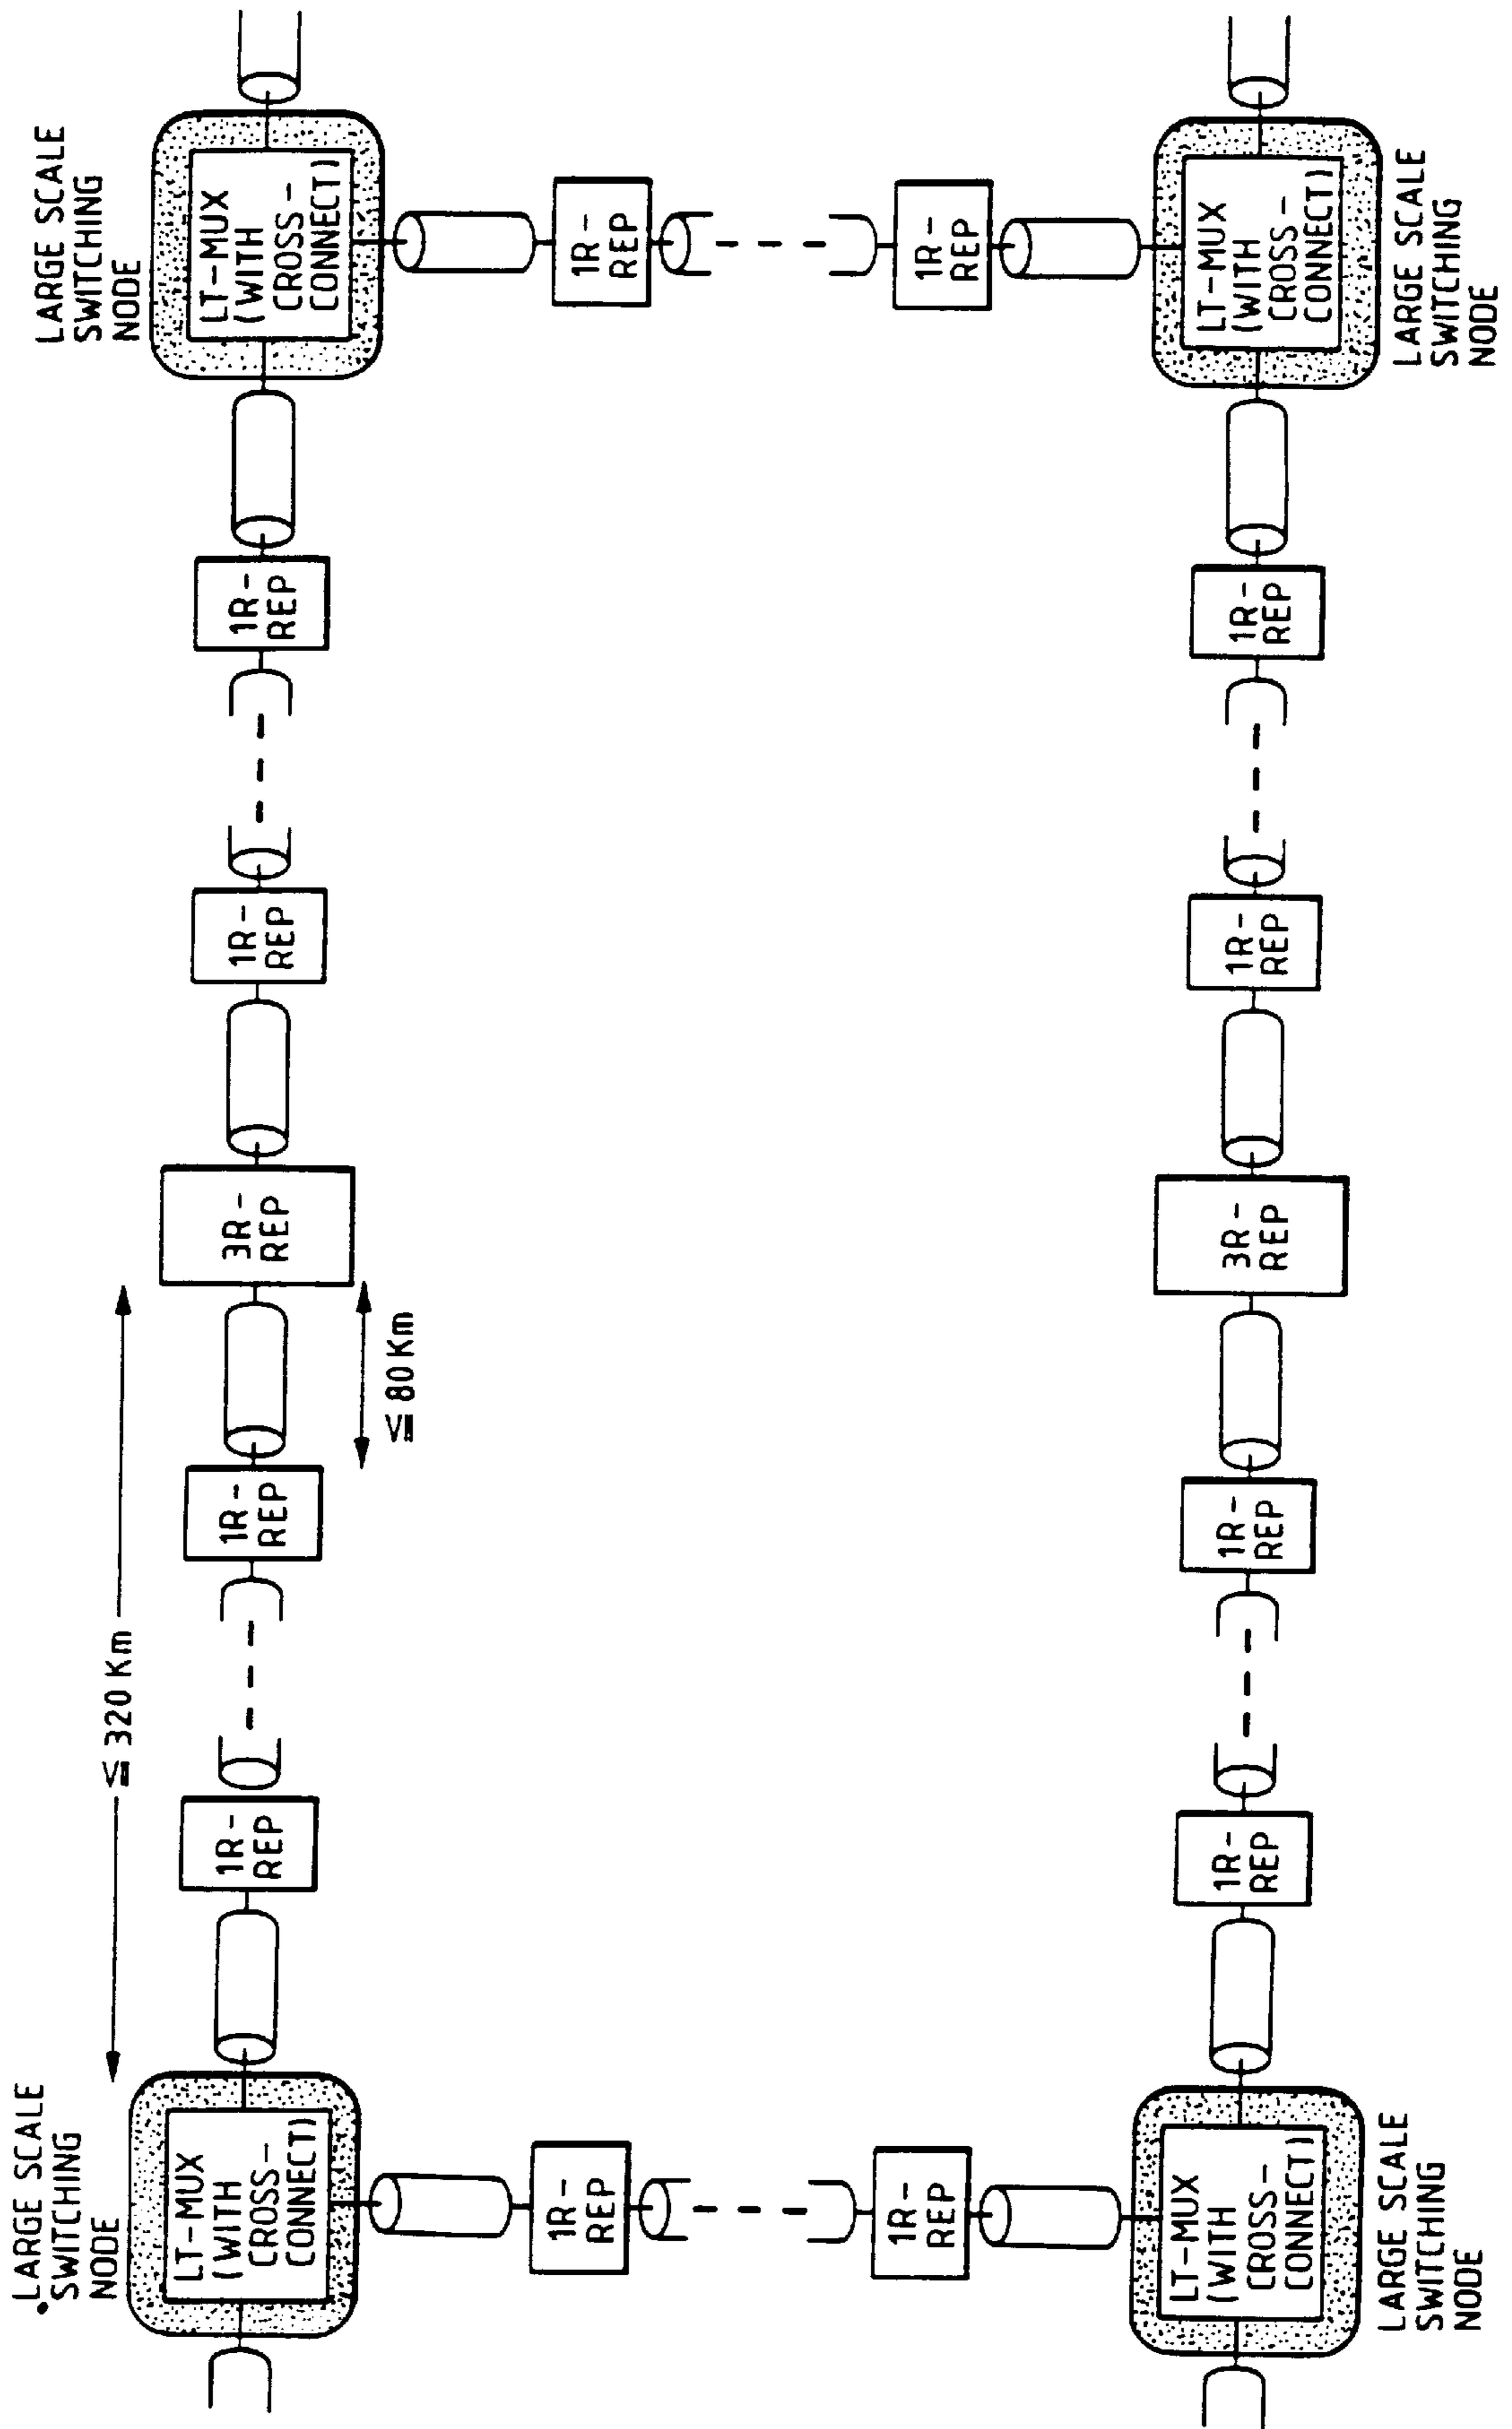 LARGE SCALE
SWITCHING
NODE
≦ 320 Km
LARGE SCALE
SWITCHING
NODE
LT-MUX
(WITH
CROSS-
CONNECT)
1R-
REP
1R-
REP
3R-
REP
1R-
REP
1R-
REP
LT-MUX
(WITH
CROSS-
CONNECT)
≦ 80 Km
1R-
REP
1R-
REP
1R-
REP
1R-
REP
LT-MUX
(WITH
CROSS-
CONNECT)
1R-
REP
1R-
REP
3R-
REP
1R-
REP
1R-
REP
LT-MUX
(WITH
CROSS-
CONNECT)
LARGE SCALE
SWITCHING
NODE
LARGE SCALE
SWITCHING
NODE